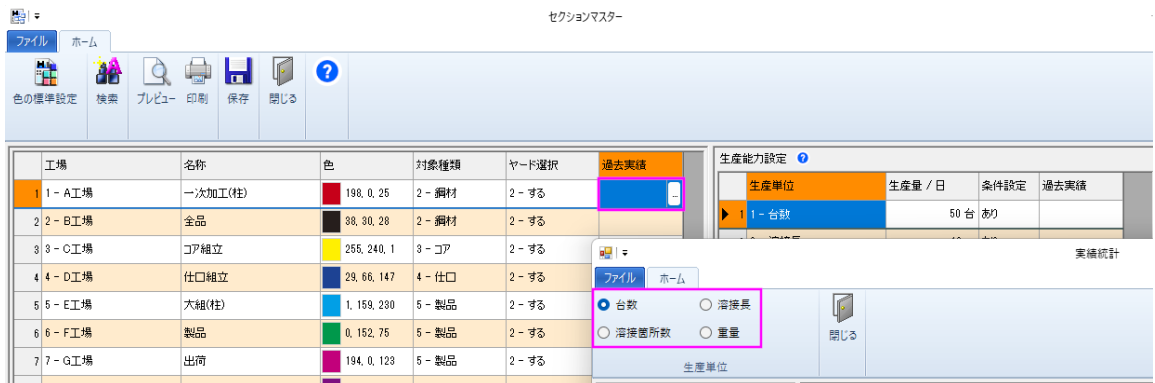 セクションマスター
ファイル ホーム
色の標準設定 検索 プレビュー 印刷 保存 閉じる
工場 名称 色 対象種類 ヤード選択 過去実績
1 1 - A工場 一次加工(柱) 198, 0, 25 2 - 鋼材 2 - する ...
2 2 - B工場 全品 38, 30, 28 2 - 鋼材 2 - する
3 3 - C工場 コア組立 255, 240, 1 3 - コア 2 - する
4 4 - D工場 仕口組立 29, 66, 147 4 - 仕口 2 - する
5 5 - E工場 大組(柱) 1, 159, 230 5 - 製品 2 - する
6 6 - F工場 製品 0, 152, 75 5 - 製品 2 - する
7 7 - G工場 出荷 194, 0, 123 5 - 製品 2 - する
生産能力設定
生産単位 生産量 / 日 条件設定 過去実績
1 1 - 台数 50 台 あり
実績統計
ファイル ホーム
台数 溶接長
溶接箇所数 重量
閉じる
生産単位